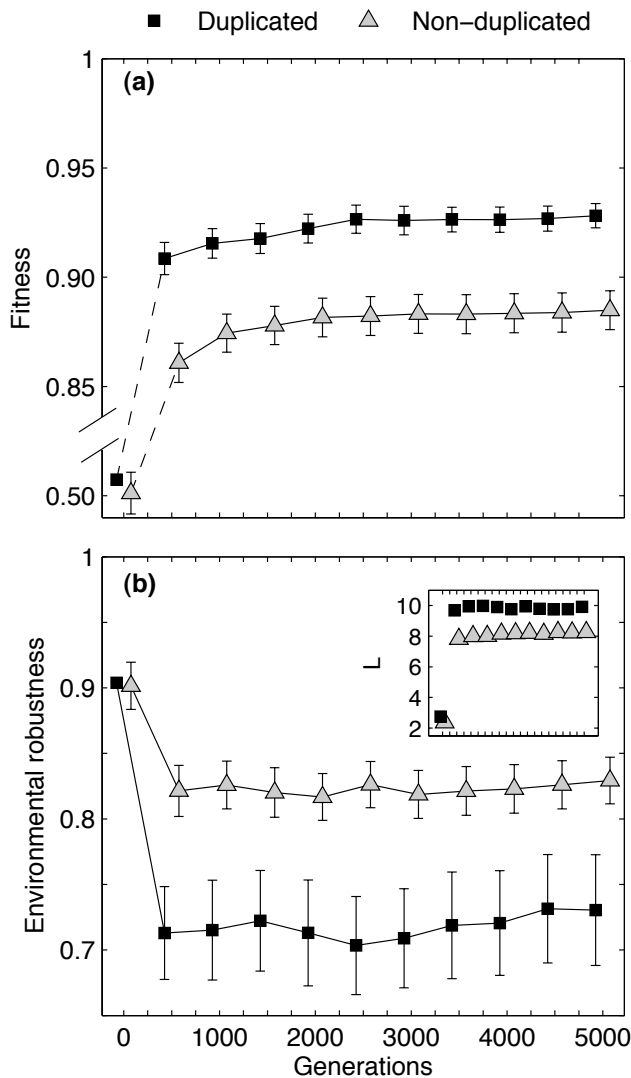 Duplicated Non-duplicated
(a)
1
0.95
0.90
0.85
0.50
Fitness
(b)
1
0.9
0.8
0.7
Environmental robustness
10
8
6
4
2
L
0 1000 2000 3000 4000 5000
Generations